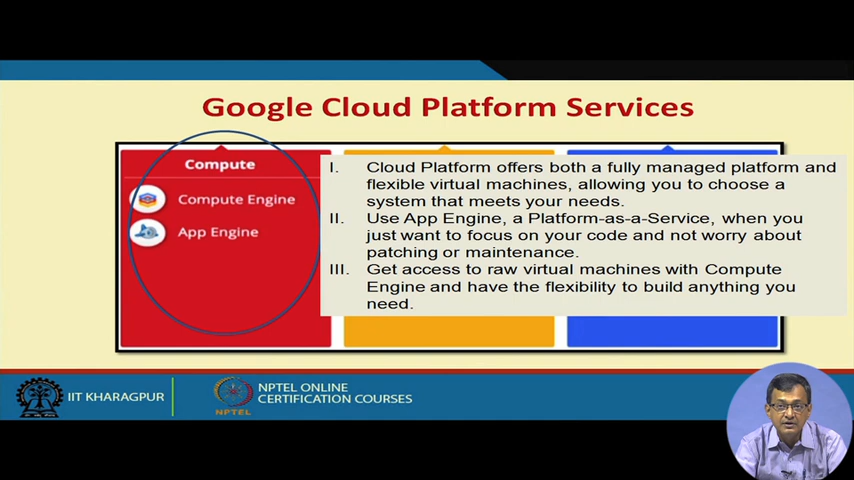 Google Cloud Platform Services
Compute
Compute Engine
App Engine
I. Cloud Platform offers both a fully managed platform and
flexible virtual machines, allowing you to choose a
system that meets your needs.
II. Use App Engine, a Platform-as-a-Service, when you
just want to focus on your code and not worry about
patching or maintenance.
III. Get access to raw virtual machines with Compute
Engine and have the flexibility to build anything you
need.
IIT KHARAGPUR
NPTEL
NPTEL ONLINE
CERTIFICATION COURSES